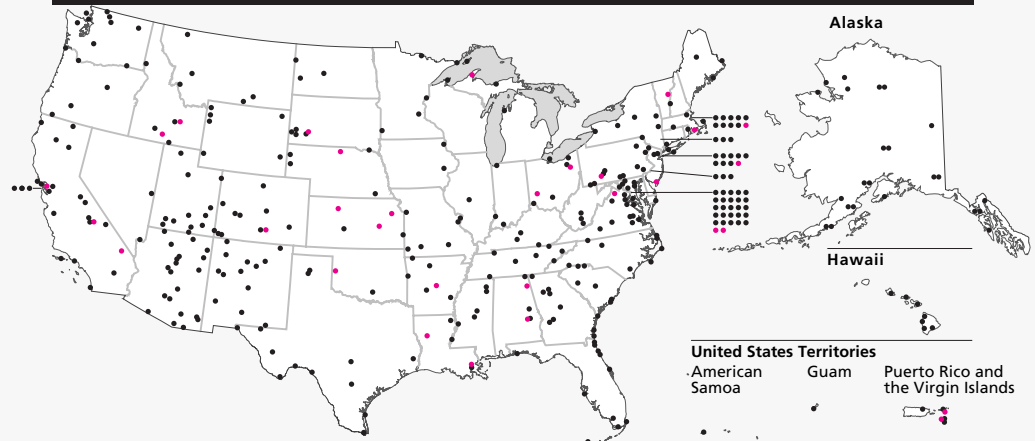 Alaska
Hawaii
United States Territories
American
Samoa
Guam
Puerto Rico and
the Virgin Islands